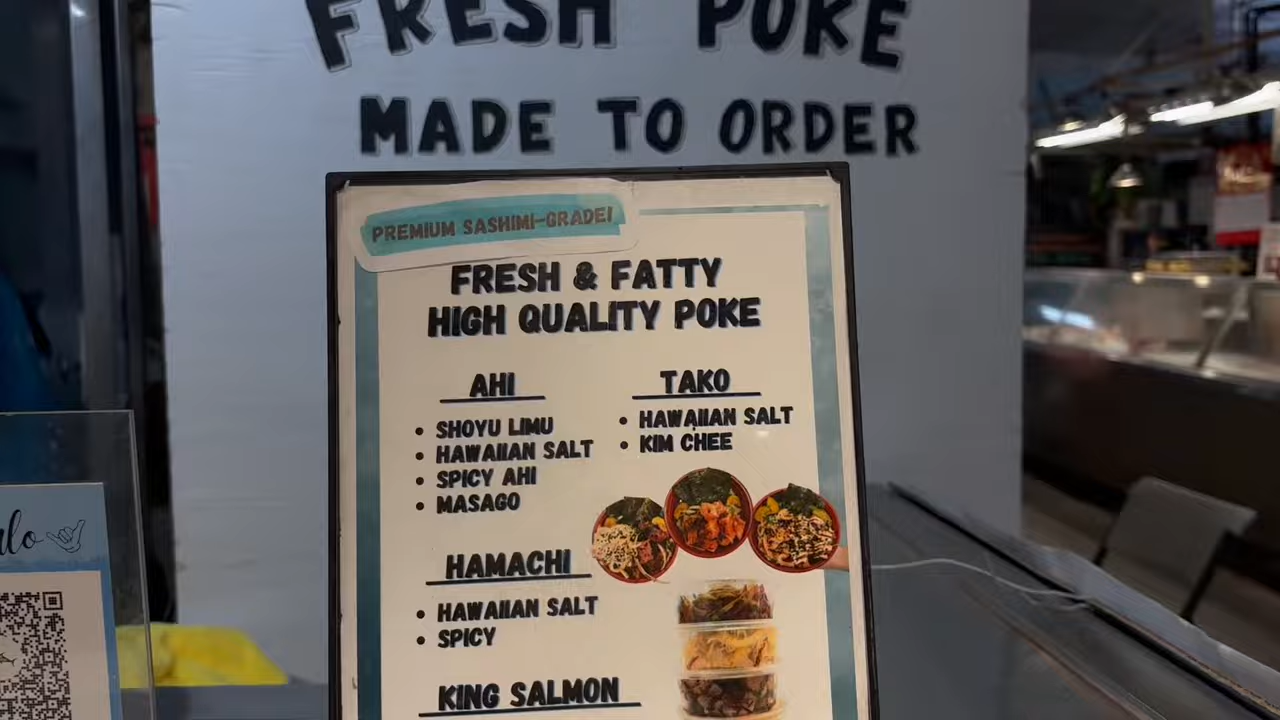 FRESH POKE
MADE TO ORDER
PREMIUM SASHIMI-GRADE!
FRESH & FATTY
HIGH QUALITY POKE
AHI
• SHOYU LIMU
• HAWAIIAN SALT
• SPICY AHI
• MASAGO
TAKO
• HAWAIIAN SALT
• KIM CHEE
HAMACHI
• HAWAIIAN SALT
• SPICY
KING SALMON